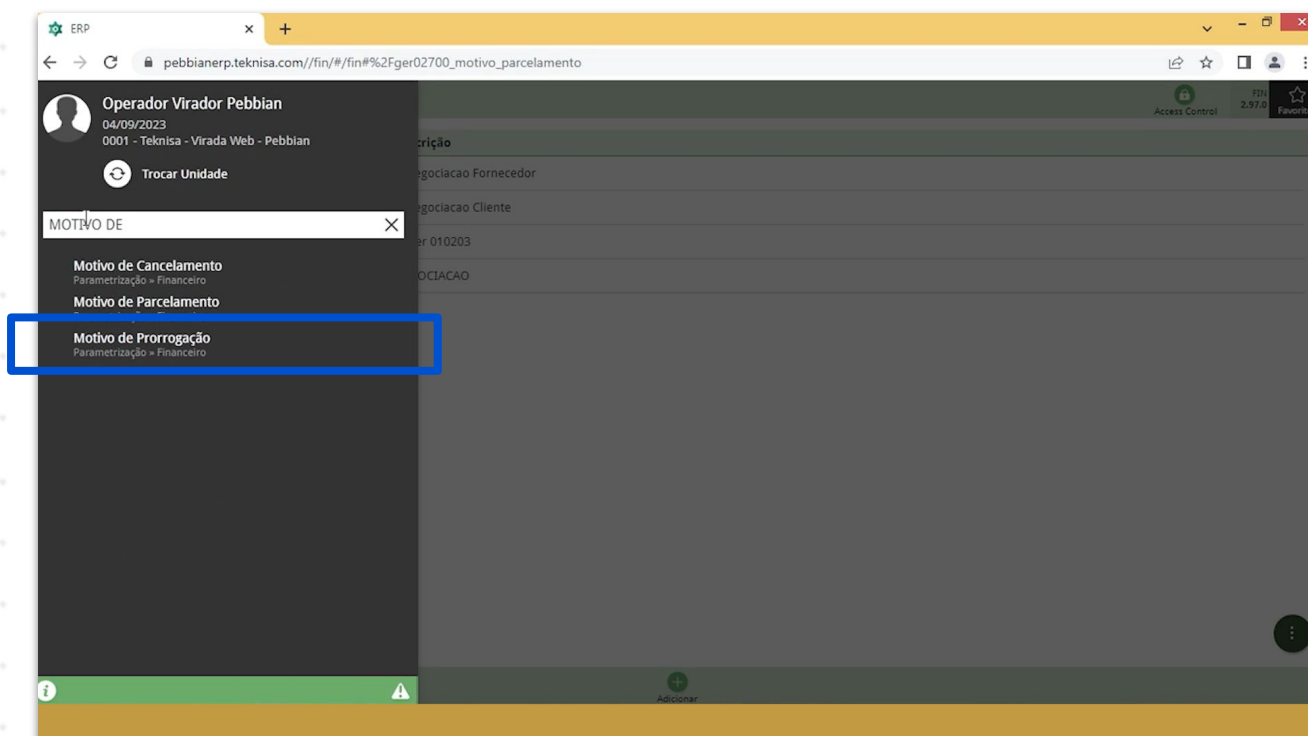 ERP
pebbianerp.teknisa.com//fin/#/fin#%2Fger02700_motivo_parcelamento
Operador Virador Pebbian
04/09/2023
0001 - Teknisa - Virada Web - Pebbian
Trocar Unidade
MOTIVO DE
Motivo de Cancelamento
Parametrização » Financeiro
Motivo de Parcelamento
Motivo de Prorrogação
Parametrização » Financeiro
Access Control
FIN
2.97.0
Favorit
crição
egociacao Fornecedor
egociacao Cliente
er 010203
OCIACAO
Adicionar